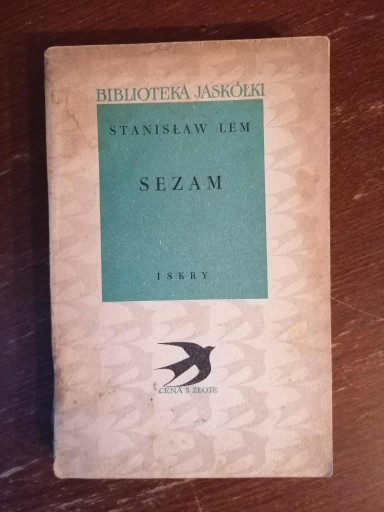 BIBLIOTEKA JASKÓŁKI
STANISŁAW LEM
SEZAM
ISKRY
CENA 3 ZŁOTE